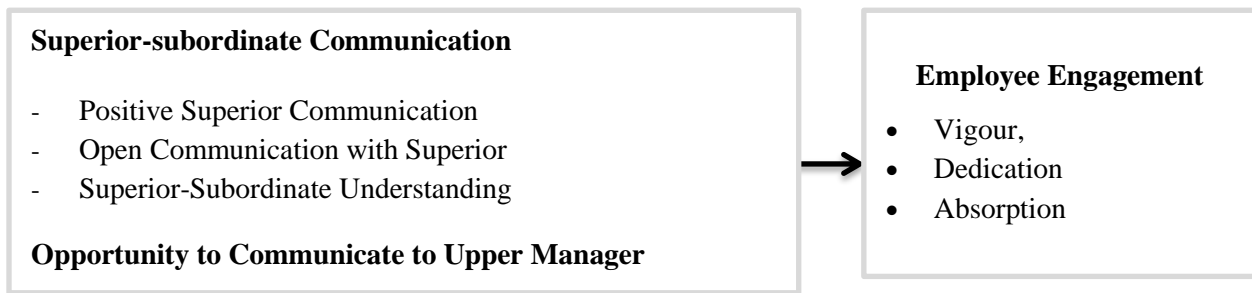 Superior-subordinate Communication
- Positive Superior Communication
- Open Communication with Superior
- Superior-Subordinate Understanding
Opportunity to Communicate to Upper Manager
Employee Engagement
• Vigour,
• Dedication
• Absorption